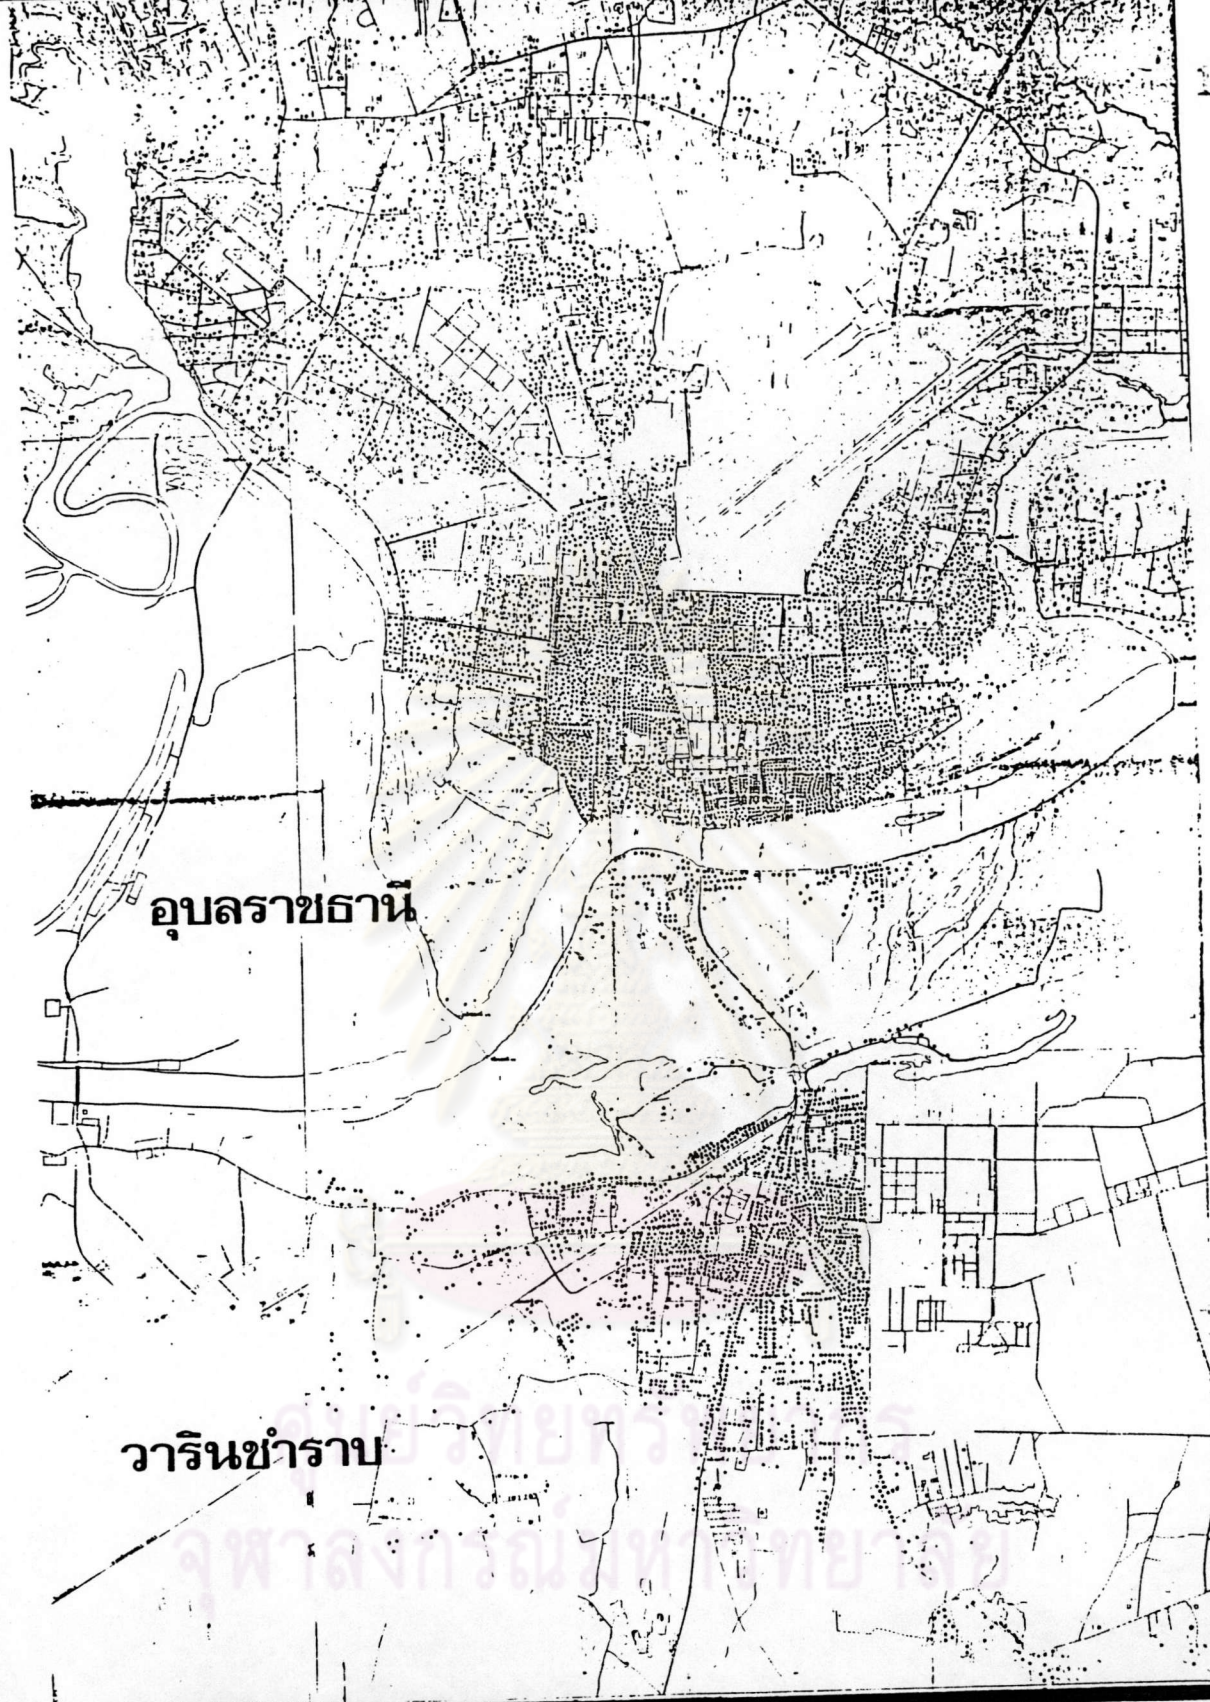 อุบลราชธานี
วารินชำราบ
ศูนย์วิทยทรัพยากร
จุฬาลงกรณ์มหาวิทยาลัย